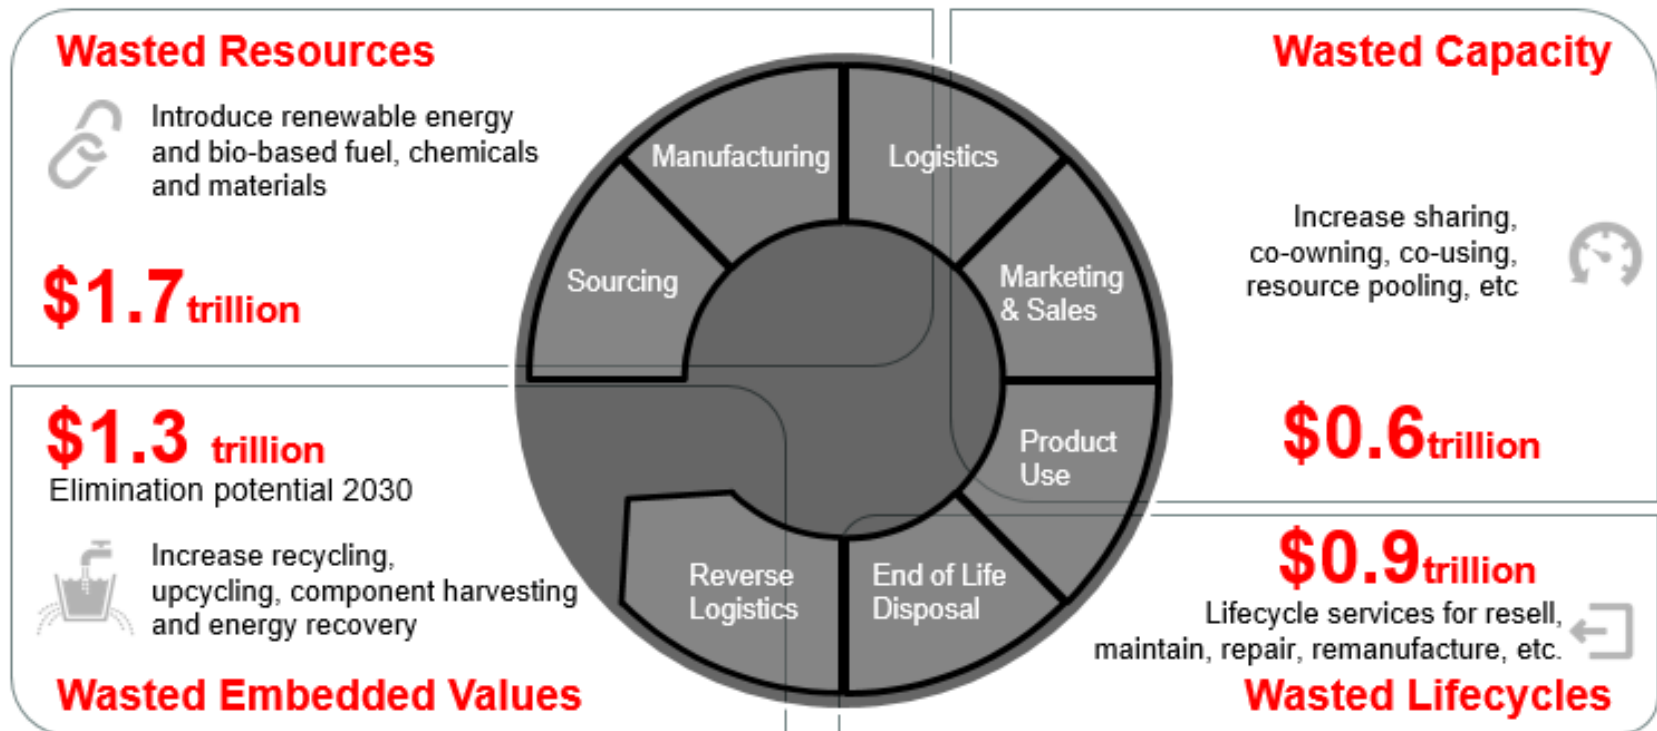 Wasted Resources
Introduce renewable energy
and bio-based fuel, chemicals
and materials
$1.7 trillion
Wasted Capacity
Increase sharing,
co-owning, co-using,
resource pooling, etc
$0.6 trillion
Manufacturing
Logistics
Sourcing
Marketing
& Sales
Product
Use
Reverse
Logistics
End of Life
Disposal
$1.3 trillion
Elimination potential 2030
Increase recycling,
upcycling, component harvesting
and energy recovery
Wasted Embedded Values
$0.9 trillion
Lifecycle services for resell,
maintain, repair, remanufacture, etc.
Wasted Lifecycles